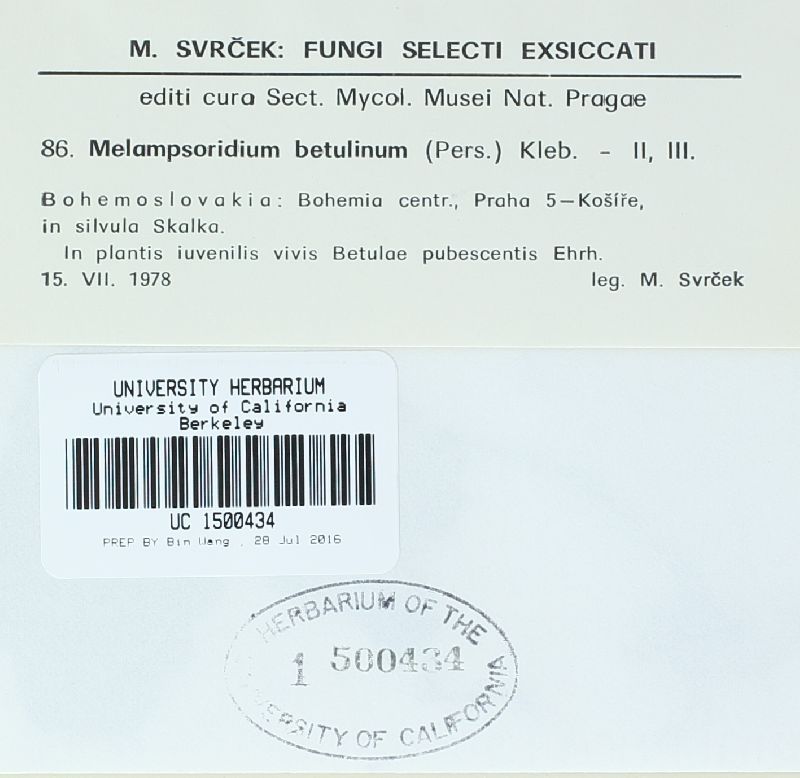 M. SVRČEK: FUNGI SELECTI EXSICCATI
editi cura Sect. Mycol. Musei Nat. Pragae
86. Melampsoridium betulinum (Pers.) Kleb. – II, III.
Bohemoslovakia: Bohemia centr., Praha 5—Košíře,
in silvula Skalka.
In plantis iuvenilis vivis Betulae pubescentis Ehrh.
15. VII. 1978 leg. M. Svrček
UNIVERSITY HERBARIUM
University of California
Berkeley
UC 1500434
PREP BY Bin Wang , 28 Jul 2016
HERBARIUM OF THE
1 500434
UNIVERSITY OF CALIFORNIA